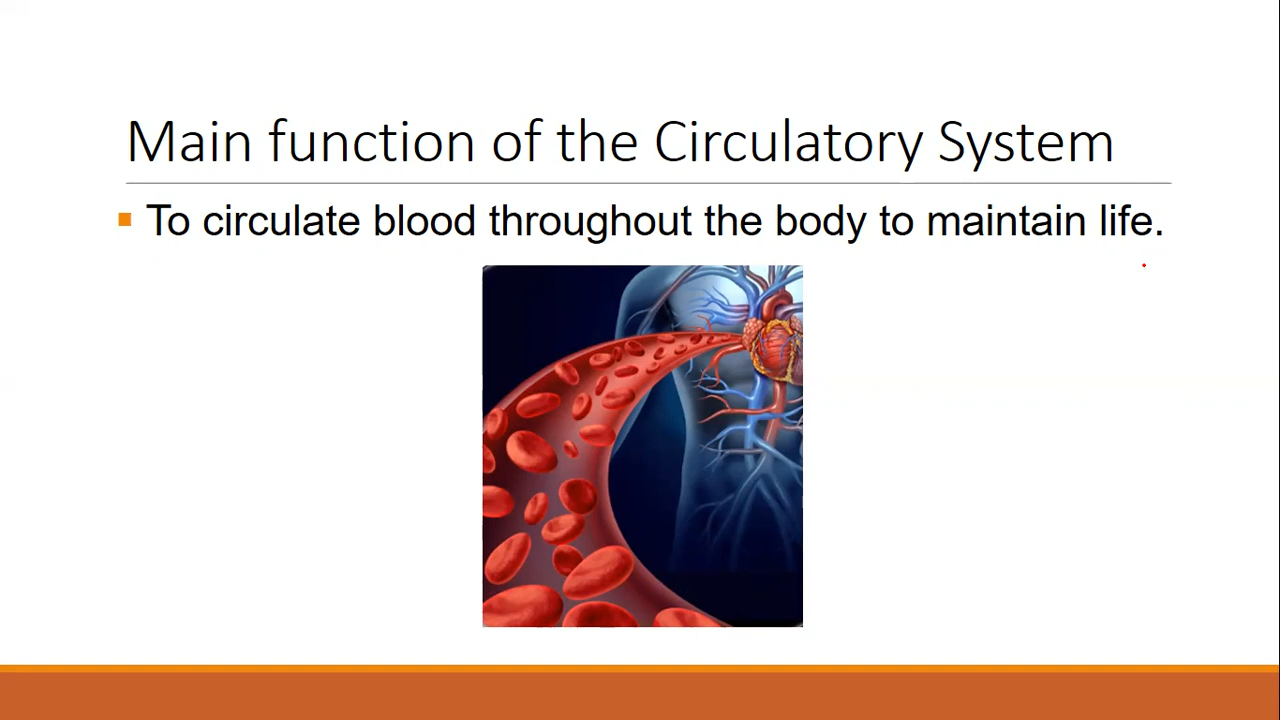 Main function of the Circulatory System
To circulate blood throughout the body to maintain life.